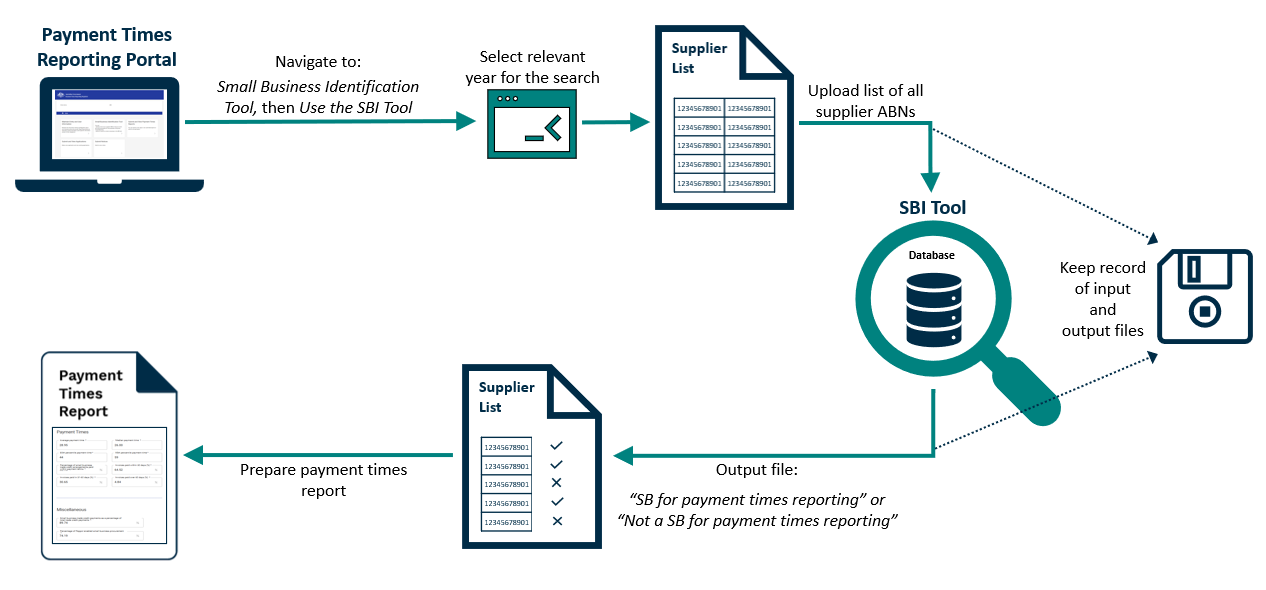 Payment Times
Reporting Portal
Navigate to:
Small Business Identification
Tool, then Use the SBI Tool
Select relevant
year for the search
Supplier
List
12345678901 12345678901
12345678901 12345678901
12345678901 12345678901
12345678901 12345678901
12345678901 12345678901
Upload list of all
supplier ABNs
SBI Tool
Database
Keep record
of input
and
output files
Output file:
“SB for payment times reporting” or
“Not a SB for payment times reporting”
Supplier
List
12345678901
12345678901
12345678901
12345678901
12345678901
Prepare payment times
report
Payment
Times
Report
Payment Times
Miscellaneous